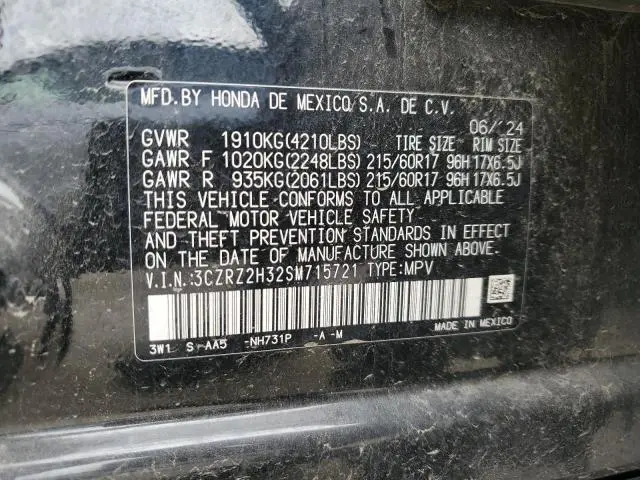 MFD. BY HONDA DE MEXICO S.A. DE C.V.
06/'24
GVWR 1910KG(4210LBS) TIRE SIZE RIM SIZE
GAWR F 1020KG(2248LBS) 215/60R17 96H 17X6.5J
GAWR R 935KG(2061LBS) 215/60R17 96H 17X6.5J
THIS VEHICLE CONFORMS TO ALL APPLICABLE
FEDERAL MOTOR VEHICLE SAFETY
AND THEFT PREVENTION STANDARDS IN EFFECT
ON THE DATE OF MANUFACTURE SHOWN ABOVE.
V.I.N.:3CZRZ2H32SM715721 TYPE:MPV
MADE IN MEXICO
3W1 S-AA5 -NH731P -A-M